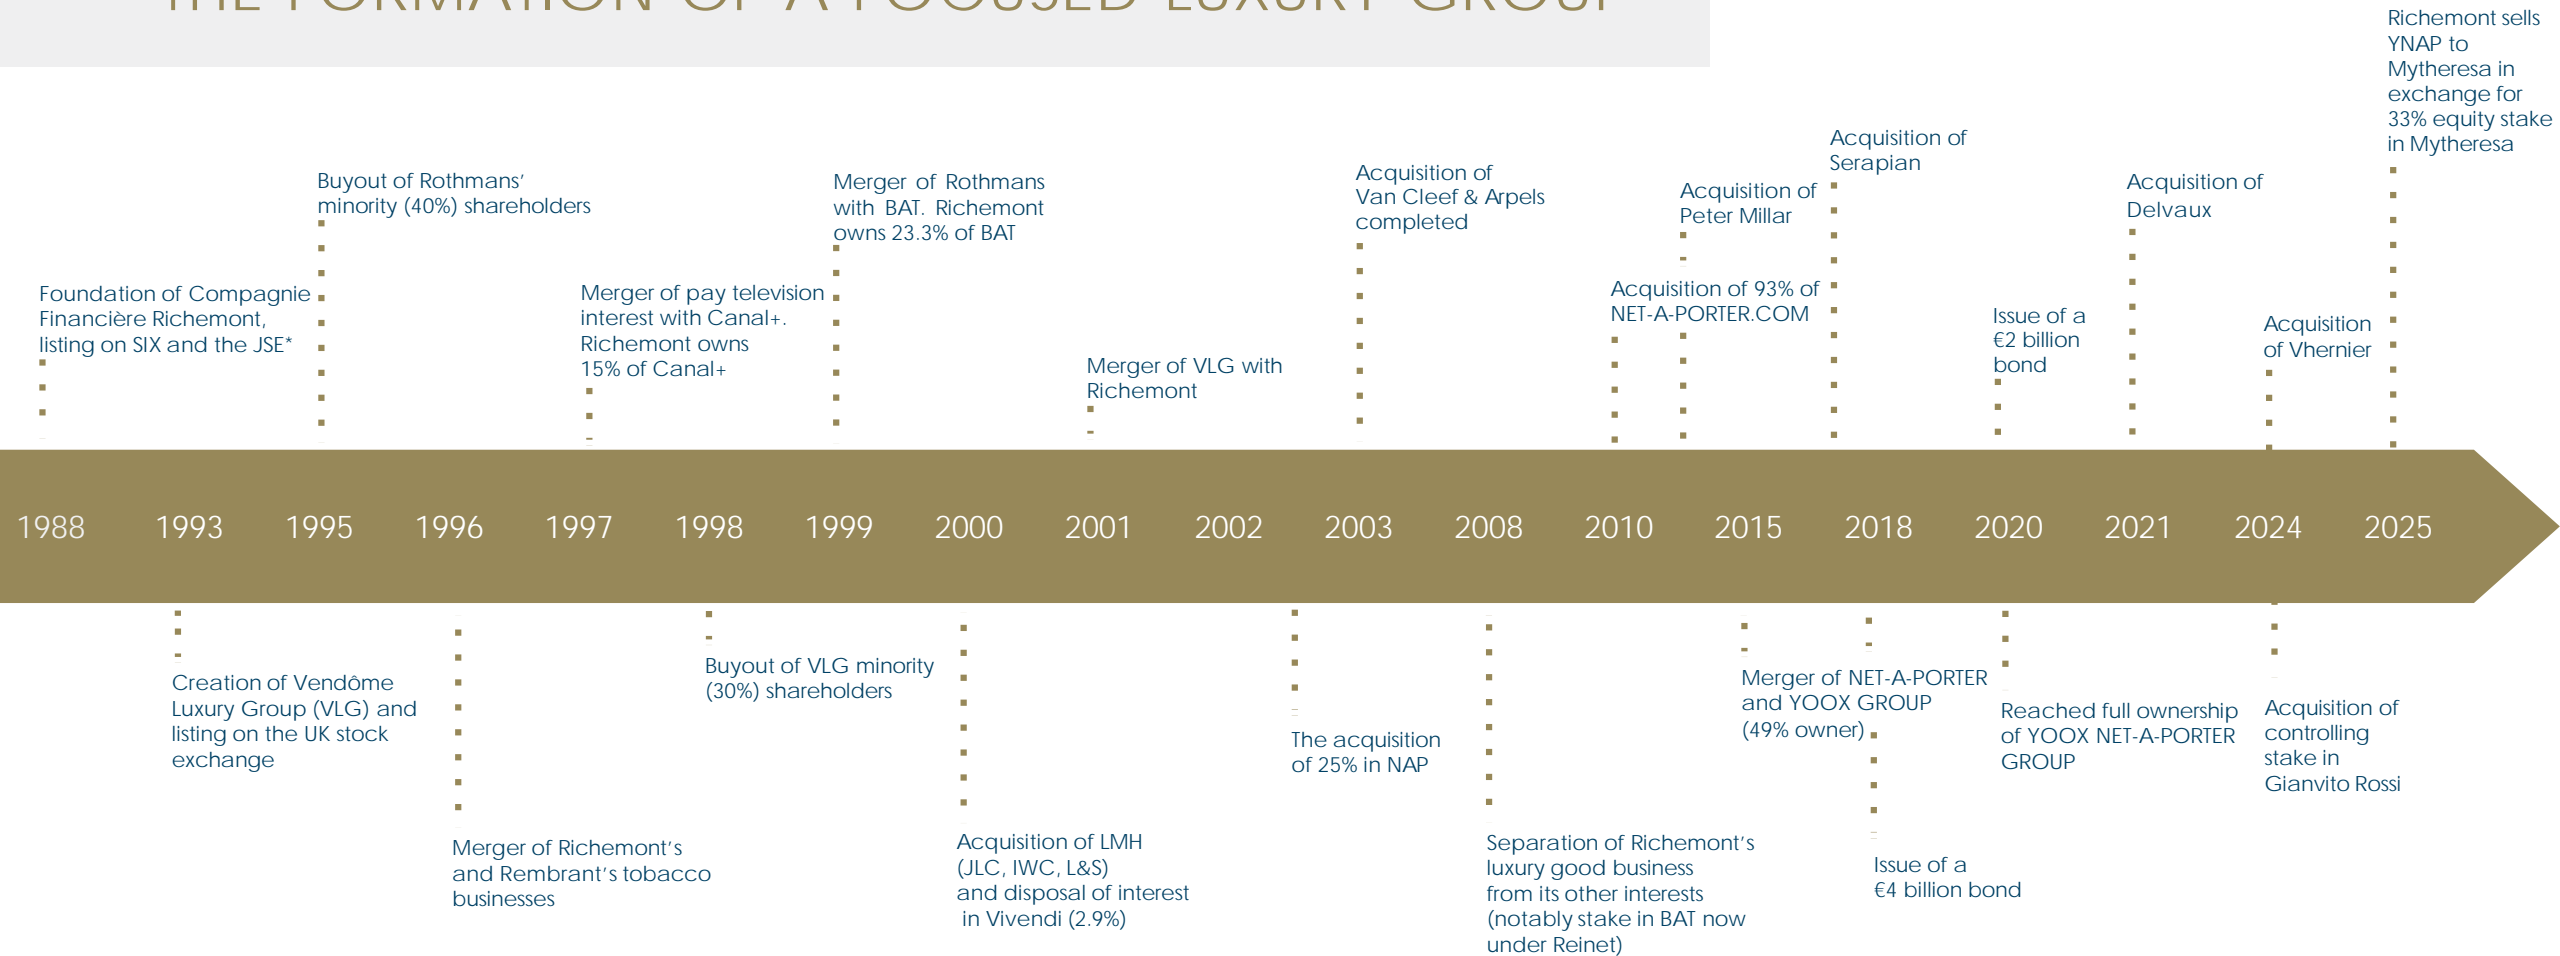 THE FORMATION OF A FOCUSED LUXURY GROUP
Richemont sells
YNAP to
Mytheresa in
exchange for
33% equity stake
in Mytheresa
Acquisition of
Serapian
Buyout of Rothmans’
minority (40%) shareholders
Merger of Rothmans
with BAT. Richemont
owns 23.3% of BAT
Acquisition of
Van Cleef & Arpels
completed
Acquisition of
Peter Millar
Acquisition of
Delvaux
Foundation of Compagnie
Financière Richemont,
listing on SIX and the JSE*
Merger of pay television
interest with Canal+.
Richemont owns
15% of Canal+
Merger of VLG with
Richemont
Acquisition of 93% of
NET-A-PORTER.COM
Issue of a
€2 billion
bond
Acquisition
of Vhernier
1988 1993 1995 1996 1997 1998 1999 2000 2001 2002 2003 2008 2010 2015 2018 2020 2021 2024 2025
Creation of Vendôme
Luxury Group (VLG) and
listing on the UK stock
exchange
Merger of Richemont’s
and Rembrant’s tobacco
businesses
Buyout of VLG minority
(30%) shareholders
Acquisition of LMH
(JLC, IWC, L&S)
and disposal of interest
in Vivendi (2.9%)
The acquisition
of 25% in NAP
Separation of Richemont’s
luxury good business
from its other interests
(notably stake in BAT now
under Reinet)
Merger of NET-A-PORTER
and YOOX GROUP
(49% owner)
Issue of a
€4 billion bond
Reached full ownership
of YOOX NET-A-PORTER
GROUP
Acquisition of
controlling
stake in
Gianvito Rossi